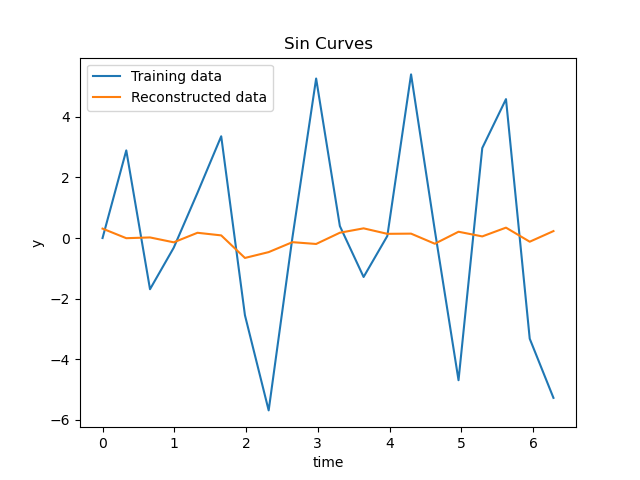 Sin Curves
Training data
Reconstructed data
4
2
0
−2
−4
−6
y
0 1 2 3 4 5 6
time